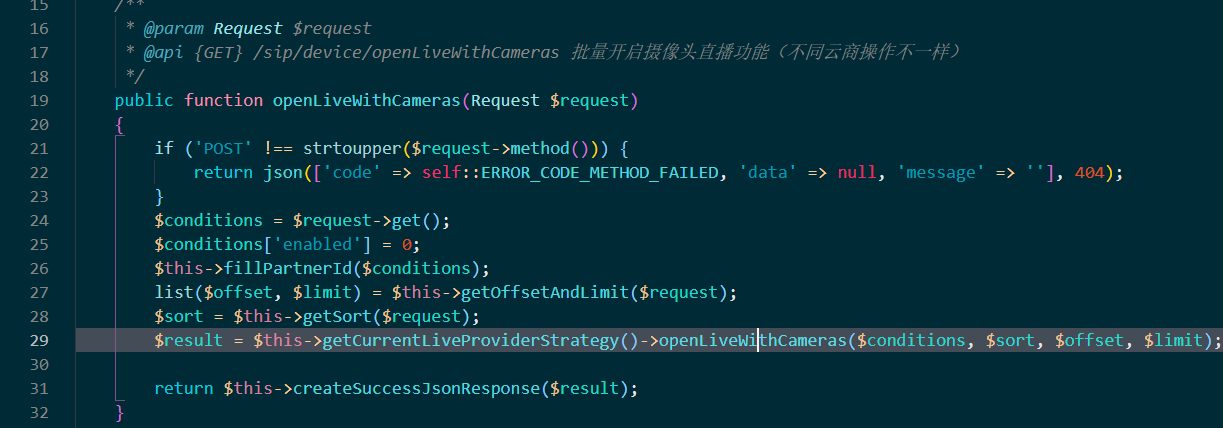 15 /**
16 * @param Request $request
17 * @api {GET} /sip/device/openLiveWithCameras 批量开启摄像头直播功能（不同云商操作不一样）
18 */
19 public function openLiveWithCameras(Request $request)
20 {
21 if ('POST' !== strtoupper($request->method())) {
22 return json(['code' => self::ERROR_CODE_METHOD_FAILED, 'data' => null, 'message' => ''], 404);
23 }
24 $conditions = $request->get();
25 $conditions['enabled'] = 0;
26 $this->fillPartnerId($conditions);
27 list($offset, $limit) = $this->getOffsetAndLimit($request);
28 $sort = $this->getSort($request);
29 $result = $this->getCurrentLiveProviderStrategy()->openLiveWithCameras($conditions, $sort, $offset, $limit);
30
31 return $this->createSuccessJsonResponse($result);
32 }